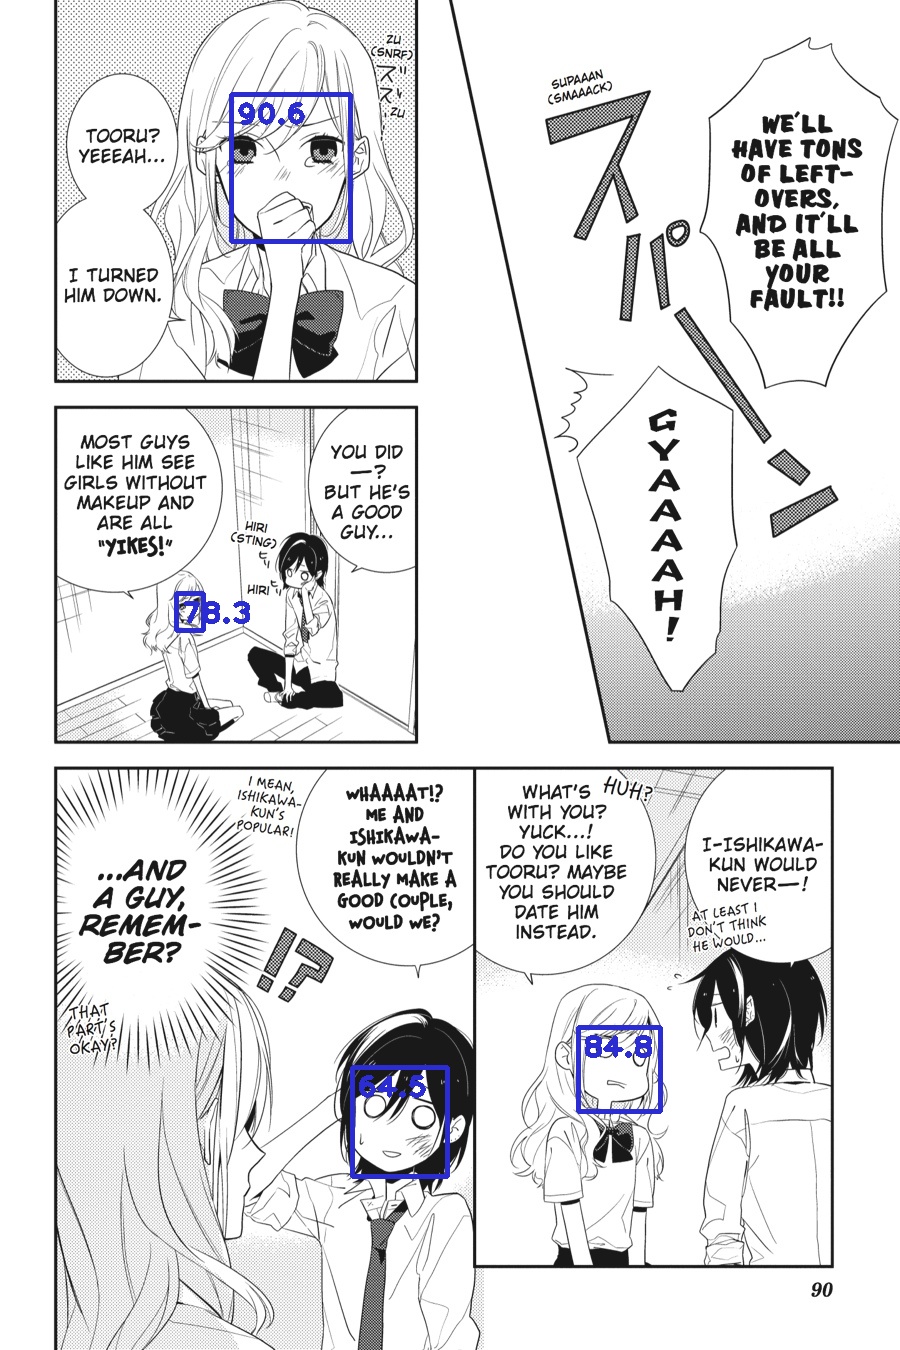 SUPAAAN
(SMAAACK)
スパーン
WE'LL
HAVE TONS
OF LEFT-
OVERS,
AND IT'LL
BE ALL
YOUR
FAULT!!
GYAAAAH!
ZU
(SNRF)
ズ
ズ
ZU
90.6
TOORU?
YEEEAH...
I TURNED
HIM DOWN.
YOU DID
—?
BUT HE'S
A GOOD
GUY...
HIRI
(STING)
ヒリ
HIRI
ヒリ
MOST GUYS
LIKE HIM SEE
GIRLS WITHOUT
MAKEUP AND
ARE ALL
"YIKES!"
78.3
I-ISHIKAWA-
KUN WOULD
NEVER—!
AT LEAST I
DON'T THINK
HE WOULD...
HUH?
WHAT'S
WITH YOU?
YUCK...!
DO YOU LIKE
TOORU? MAYBE
YOU SHOULD
DATE HIM
INSTEAD.
84.8
WHAAAAT!?
ME AND
ISHIKAWA-
KUN WOULDN'T
REALLY MAKE A
GOOD COUPLE,
WOULD WE?
I MEAN,
ISHIKAWA-
KUN'S
POPULAR!
!?
...AND
A GUY,
REMEM-
BER?
THAT
PART'S
OKAY?
64.5
90